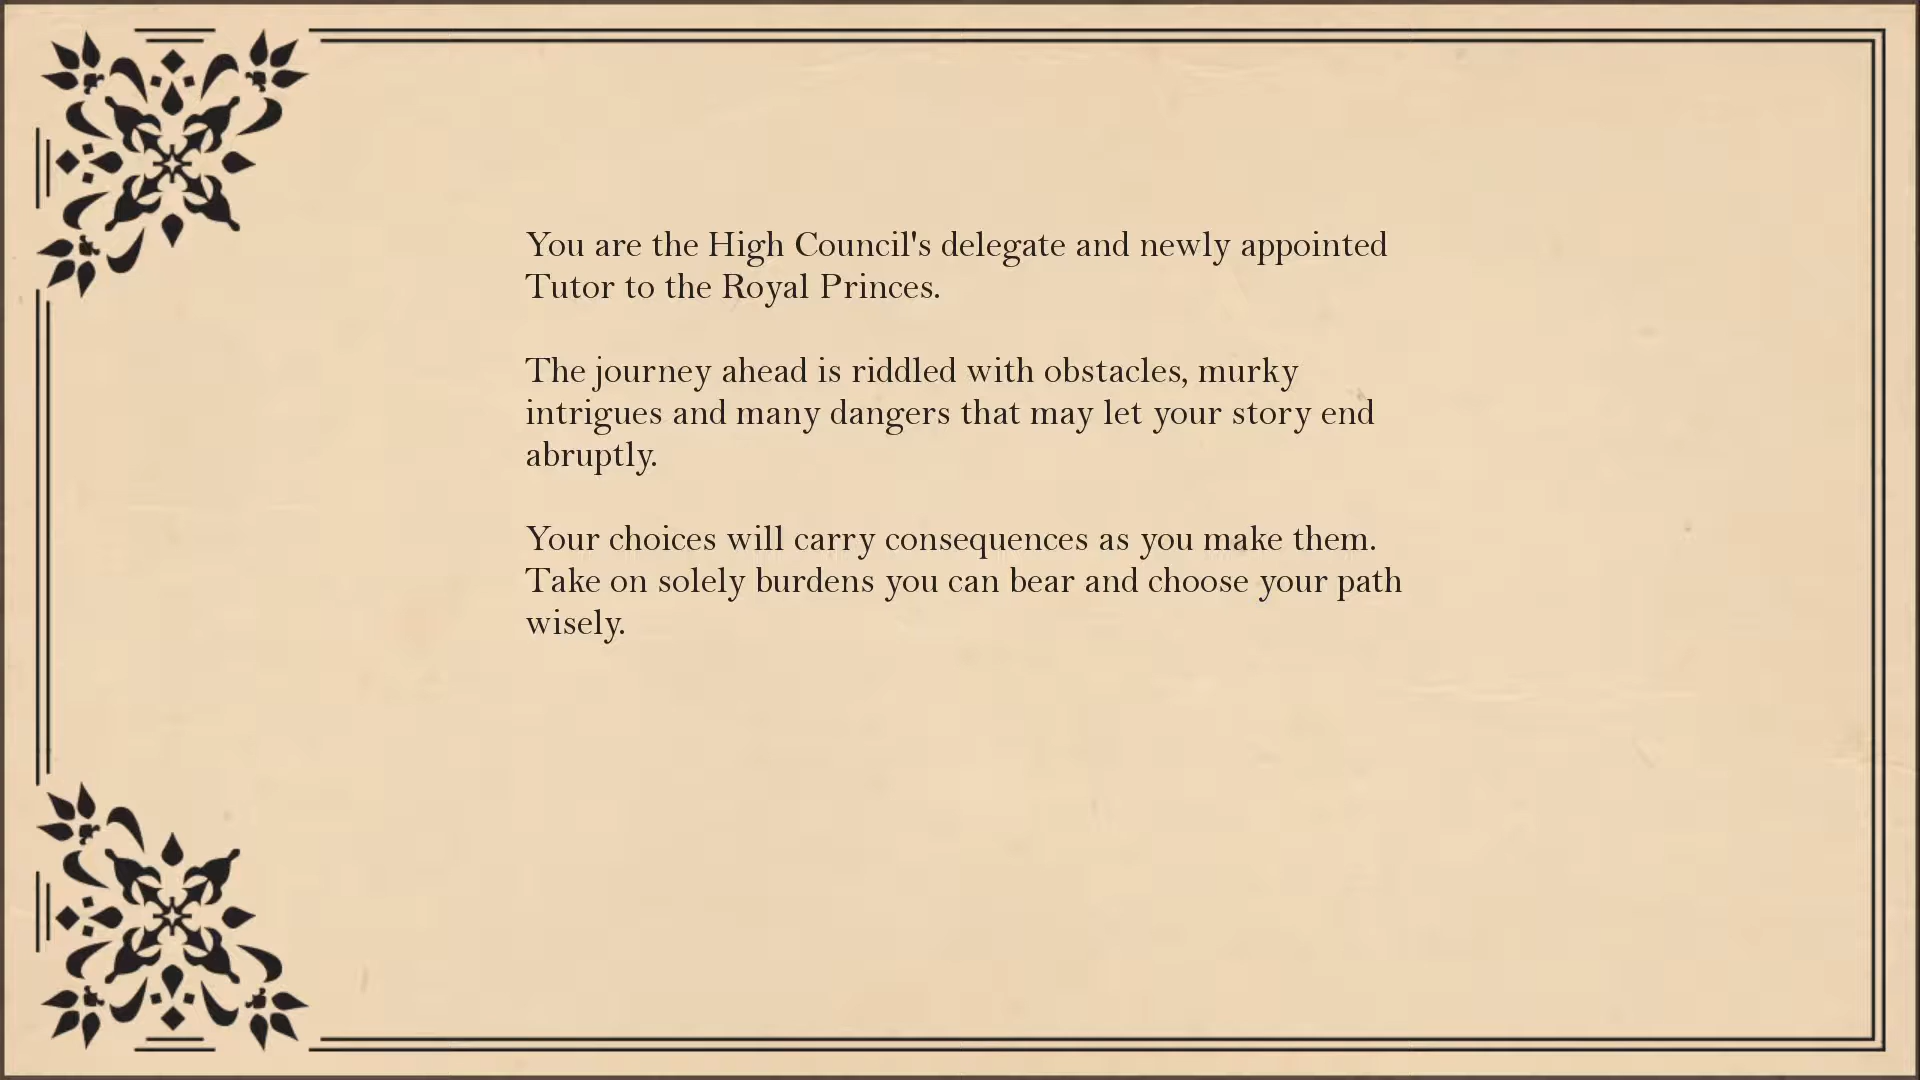 You are the High Council's delegate and newly appointed
Tutor to the Royal Princes.
The journey ahead is riddled with obstacles, murky
intrigues and many dangers that may let your story end
abruptly.
Your choices will carry consequences as you make them.
Take on solely burdens you can bear and choose your path
wisely.